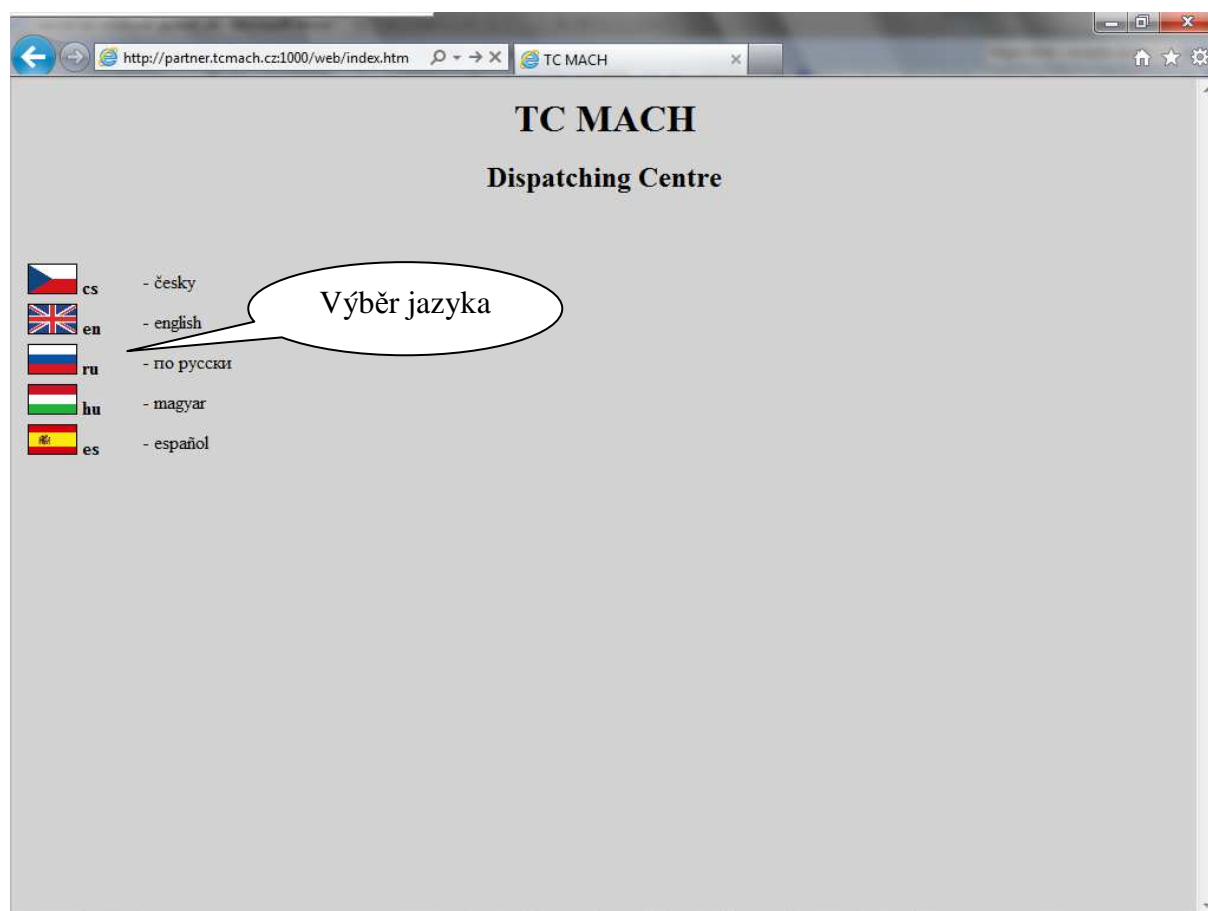 http://partner.tcmach.cz:1000/web/index.htm
TC MACH
TC MACH
Dispatching Centre
cs - česky
Výběr jazyka
en - english
ru - по русски
hu - magyar
es - español